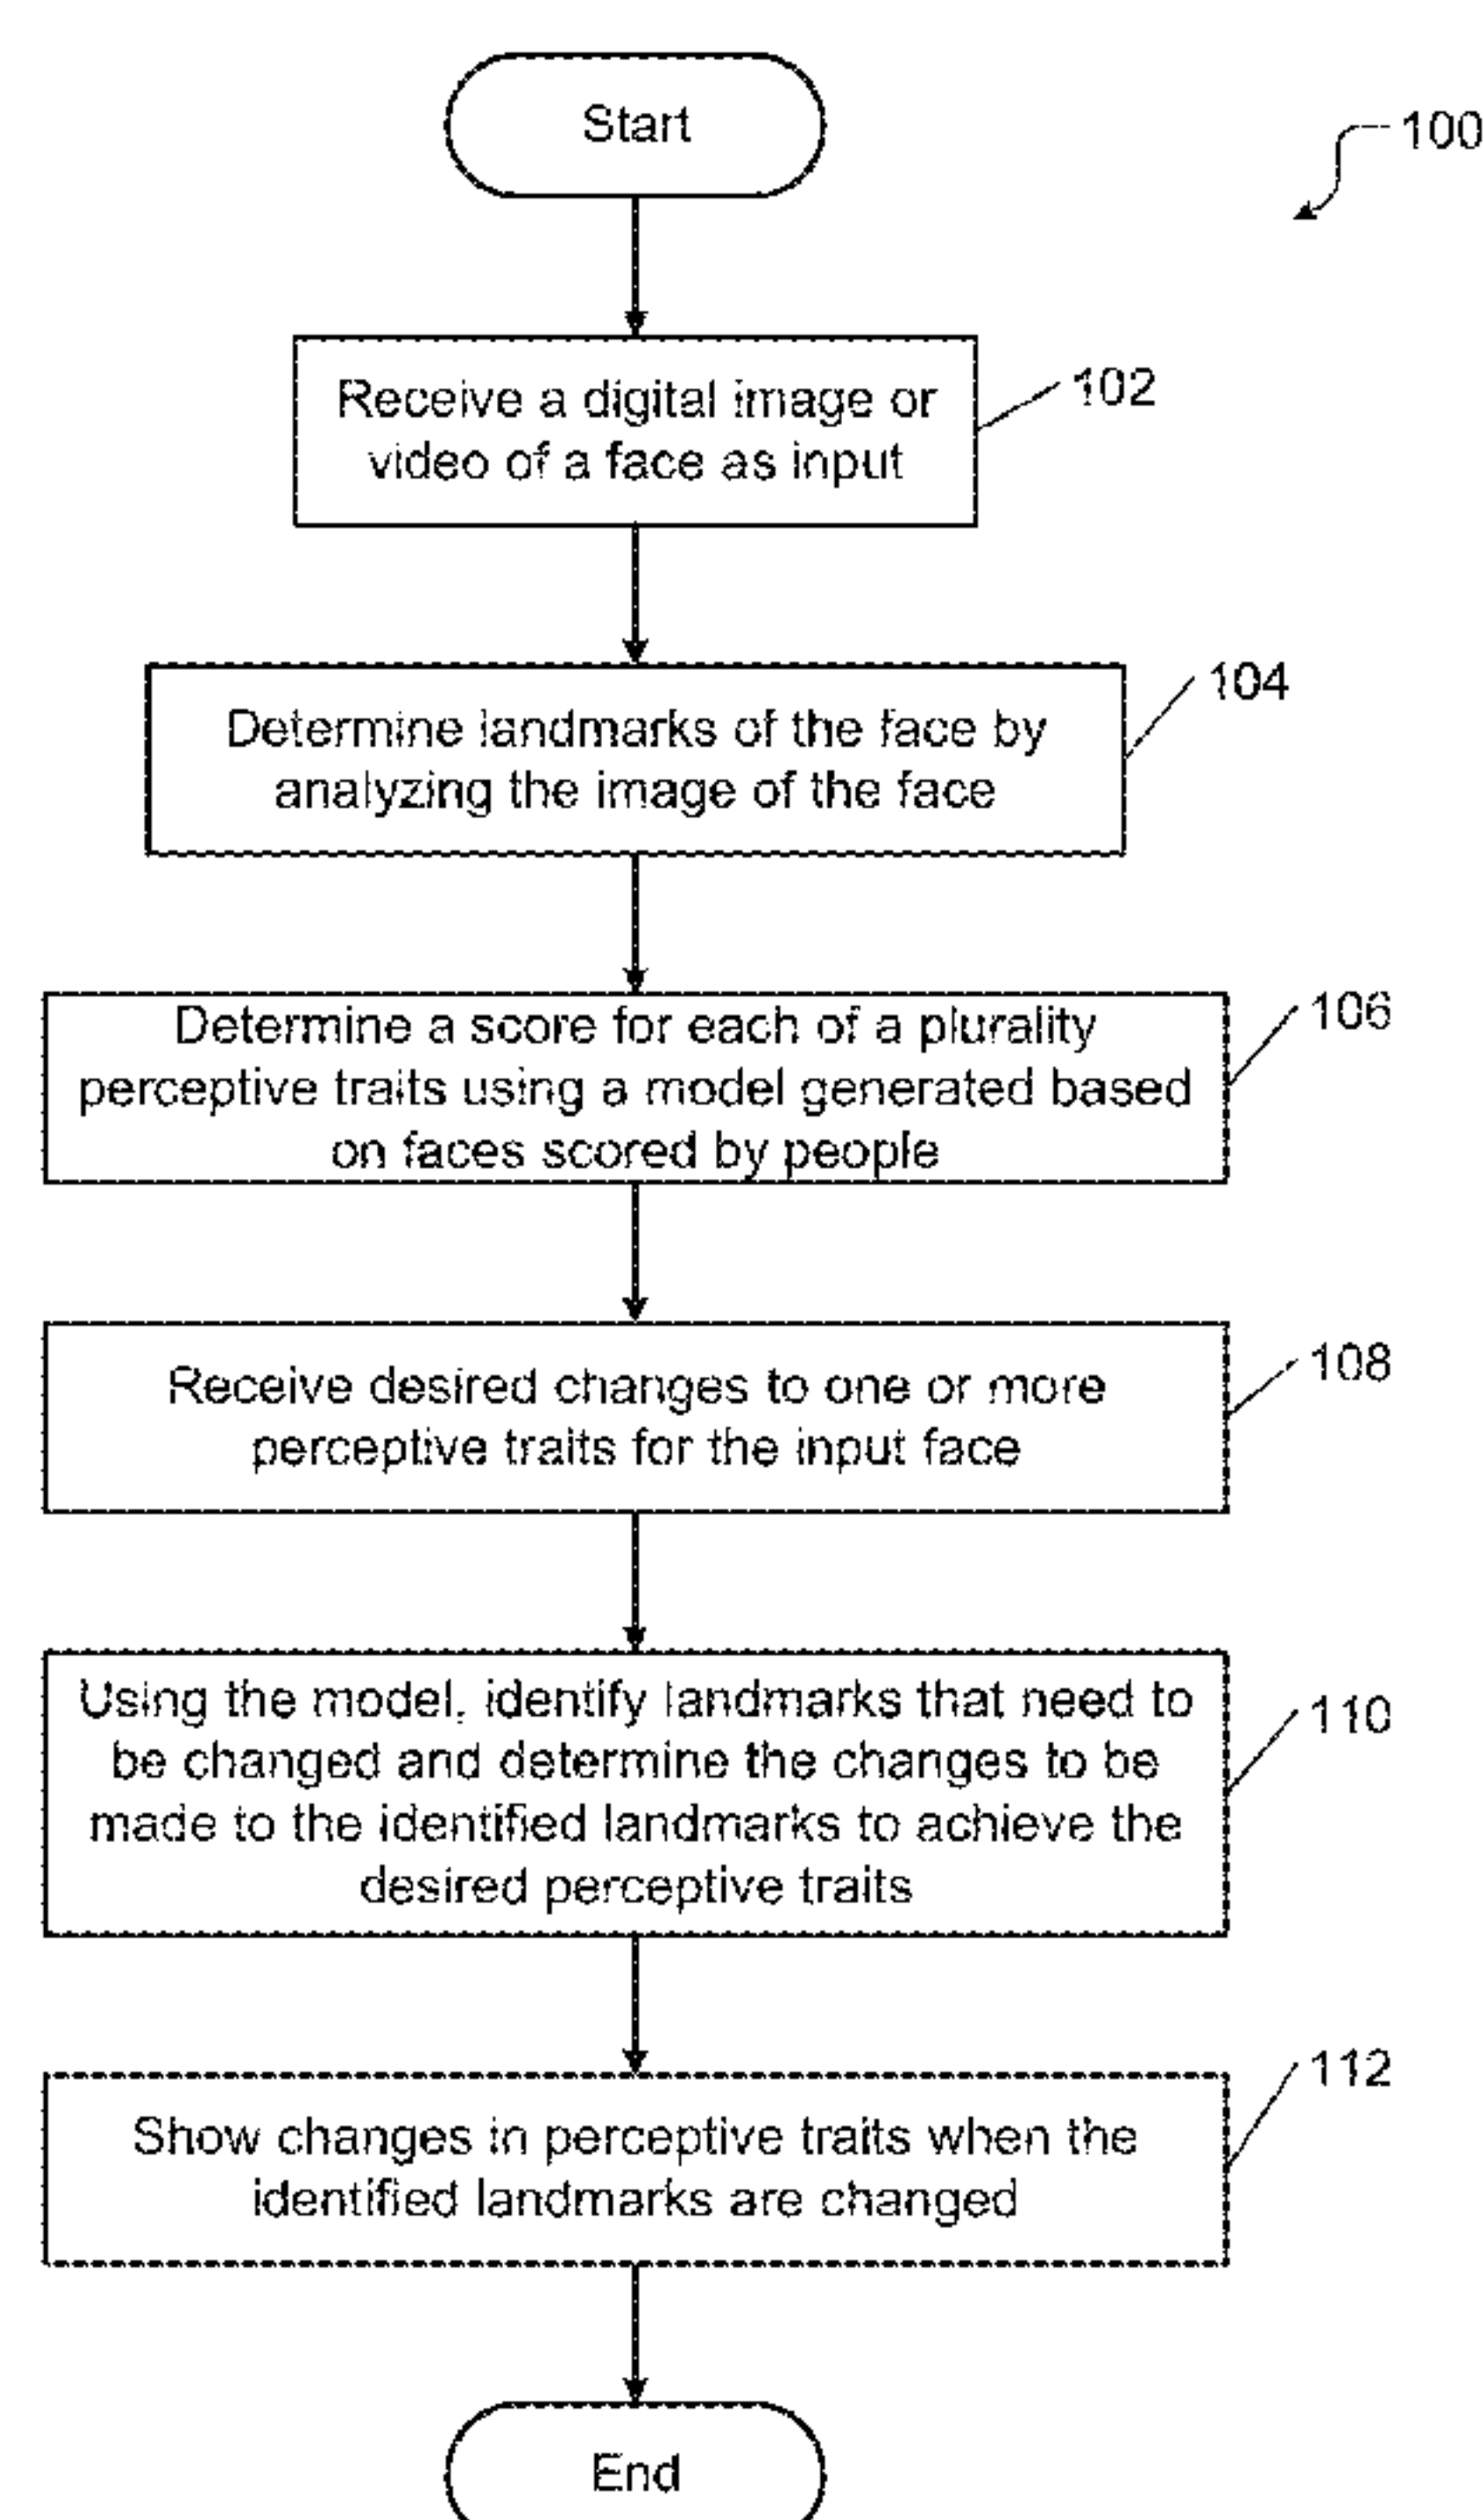 Start
100
Receive a digital image or
video of a face as input
102
Determine landmarks of the face by
analyzing the image of the face
104
Determine a score for each of a plurality
perceptive traits using a model generated based
on faces scored by people
106
Receive desired changes to one or more
perceptive traits for the input face
108
Using the model, identify landmarks that need to
be changed and determine the changes to be
made to the identified landmarks to achieve the
desired perceptive traits
110
Show changes in perceptive traits when the
identified landmarks are changed
112
End